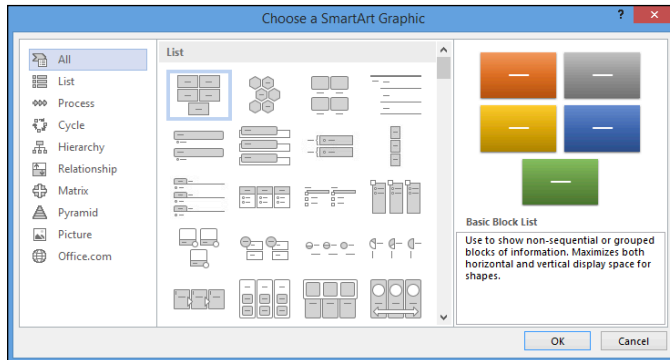 Choose a SmartArt Graphic
?
All
List
Process
Cycle
Hierarchy
Relationship
Matrix
Pyramid
Picture
Office.com
List
Basic Block List
Use to show non-sequential or grouped
blocks of information. Maximizes both
horizontal and vertical display space for
shapes.
OK
Cancel